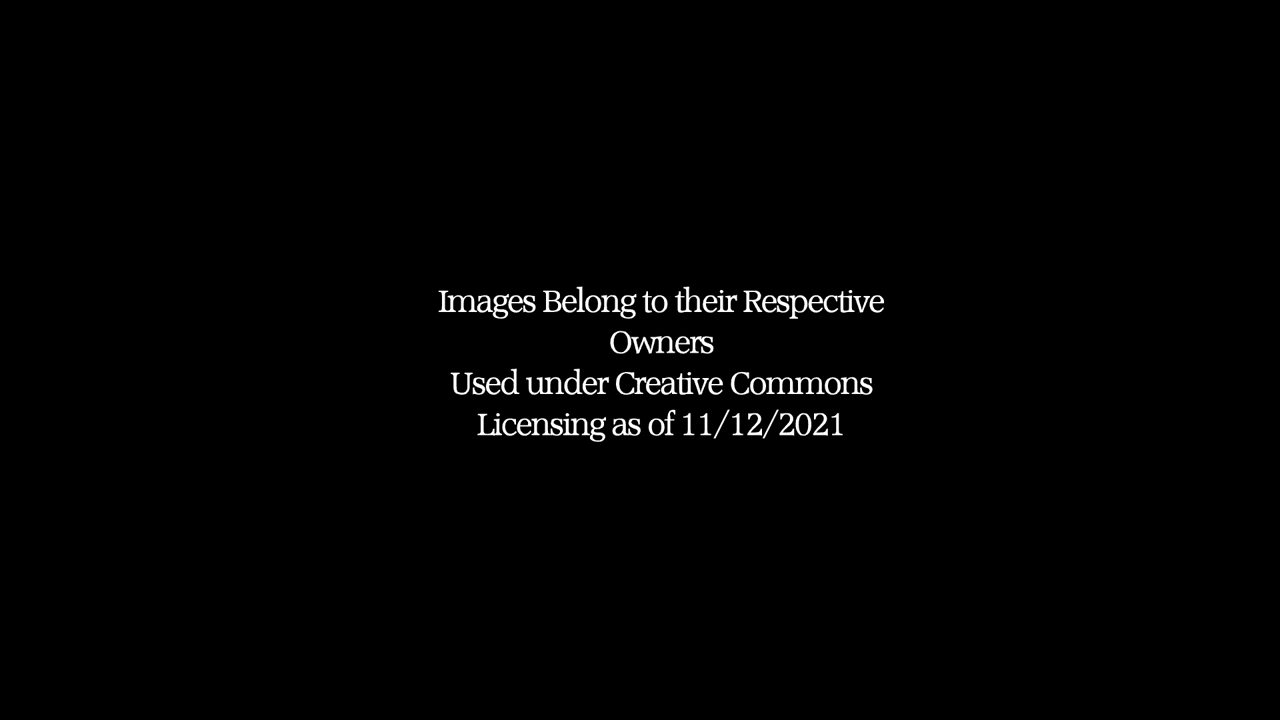 Images Belong to their Respective
Owners
Used under Creative Commons
Licensing as of 11/12/2021